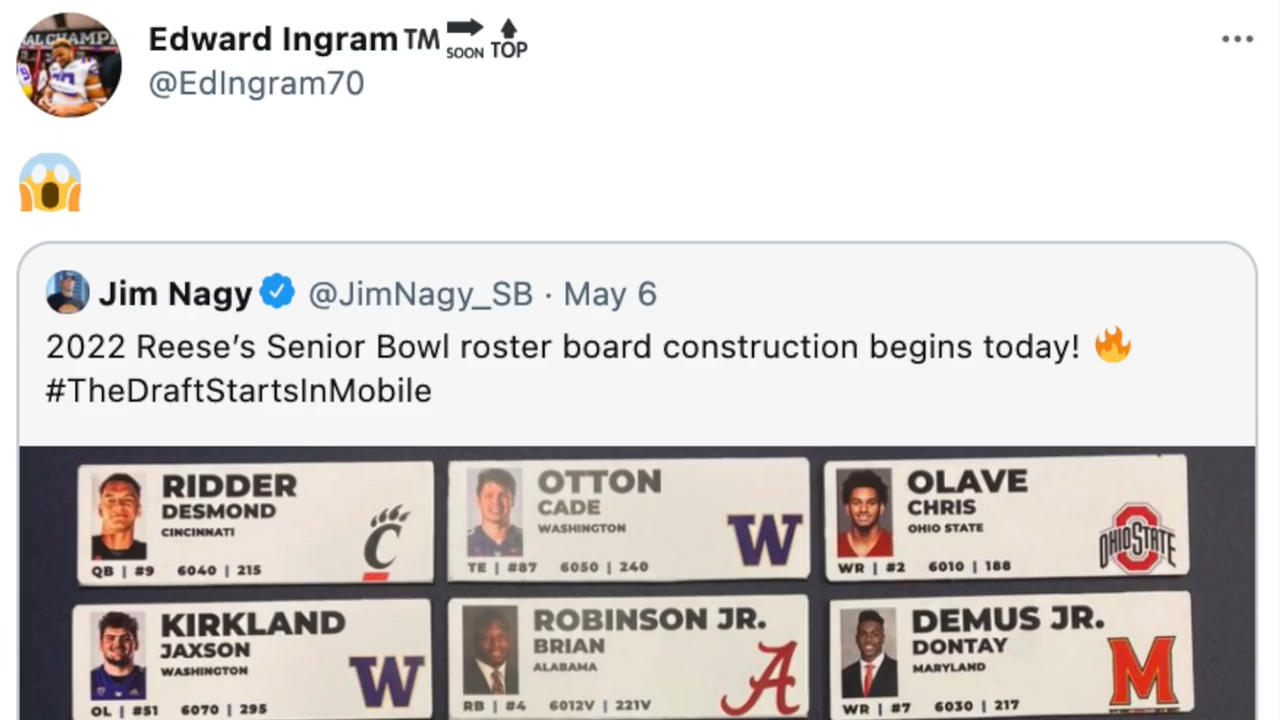 Edward Ingram™ SOON TOP
@EdIngram70
Jim Nagy @JimNagy_SB · May 6
2022 Reese’s Senior Bowl roster board construction begins today!
#TheDraftStartsInMobile
RIDDER
DESMOND
CINCINNATI
QB | #9 6040 | 215
C
OTTON
CADE
WASHINGTON
TE | #87 6050 | 240
W
OLAVE
CHRIS
OHIO STATE
WR | #2 6010 | 188
OHIO STATE
KIRKLAND
JAXSON
WASHINGTON
OL | #51 6070 | 295
W
ROBINSON JR.
BRIAN
ALABAMA
RB | #4 6012V | 221V
A
DEMUS JR.
DONTAY
MARYLAND
WR | #7 6030 | 217
M